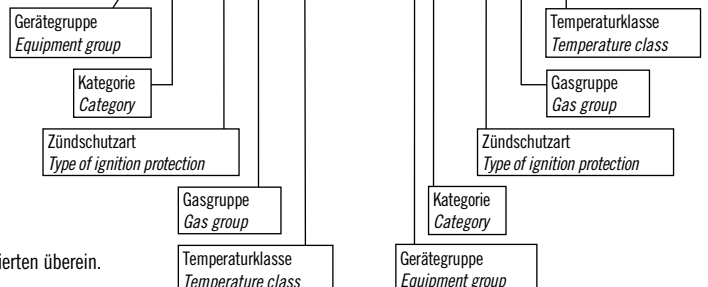 Gerätegruppe
Equipment group
Kategorie
Category
Zündschutzart
Type of ignition protection
Gasgruppe
Gas group
Temperaturklasse
Temperature class
Temperaturklasse
Temperature class
Gasgruppe
Gas group
Zündschutzart
Type of ignition protection
Kategorie
Category
Gerätegruppe
Equipment group
ierten überein.